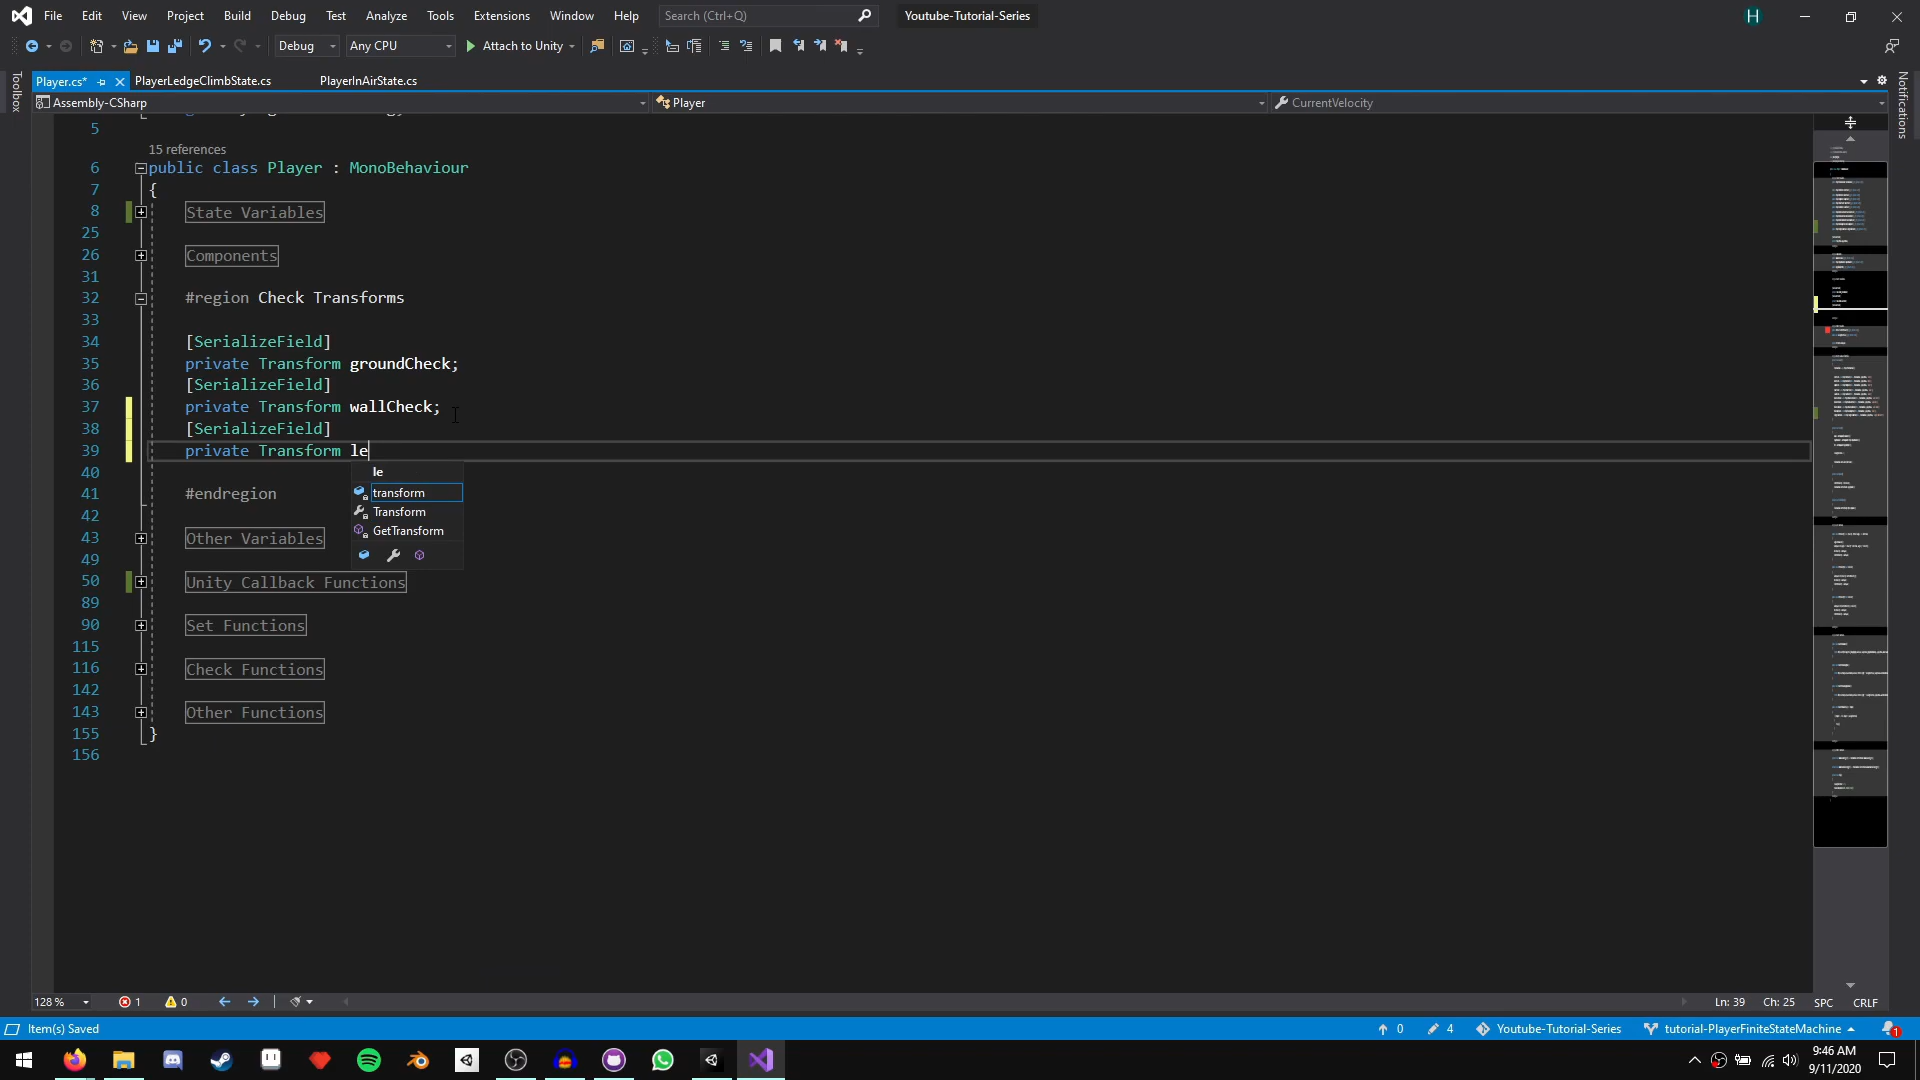 File Edit View Project Build Debug Test Analyze Tools Extensions Window Help Search (Ctrl+Q) Youtube-Tutorial-Series H
Debug Any CPU Attach to Unity
Toolbox
Player.cs* PlayerLedgeClimbState.cs PlayerInAirState.cs
Notifications
Assembly-CSharp Player CurrentVelocity
5
15 references
6 public class Player : MonoBehaviour
7 {
8 State Variables
25
26 Components
31
32 #region Check Transforms
33
34 [SerializeField]
35 private Transform groundCheck;
36 [SerializeField]
37 private Transform wallCheck;
38 [SerializeField]
39 private Transform le
le
40
transform
41 #endregion
Transform
42
GetTransform
43 Other Variables
49
50 Unity Callback Functions
89
90 Set Functions
115
116 Check Functions
142
143 Other Functions
155 }
156
128 % 1 0 Ln: 39 Ch: 25 SPC CRLF
Item(s) Saved 0 4 Youtube-Tutorial-Series tutorial-PlayerFiniteStateMachine 1
9:46 AM
9/11/2020